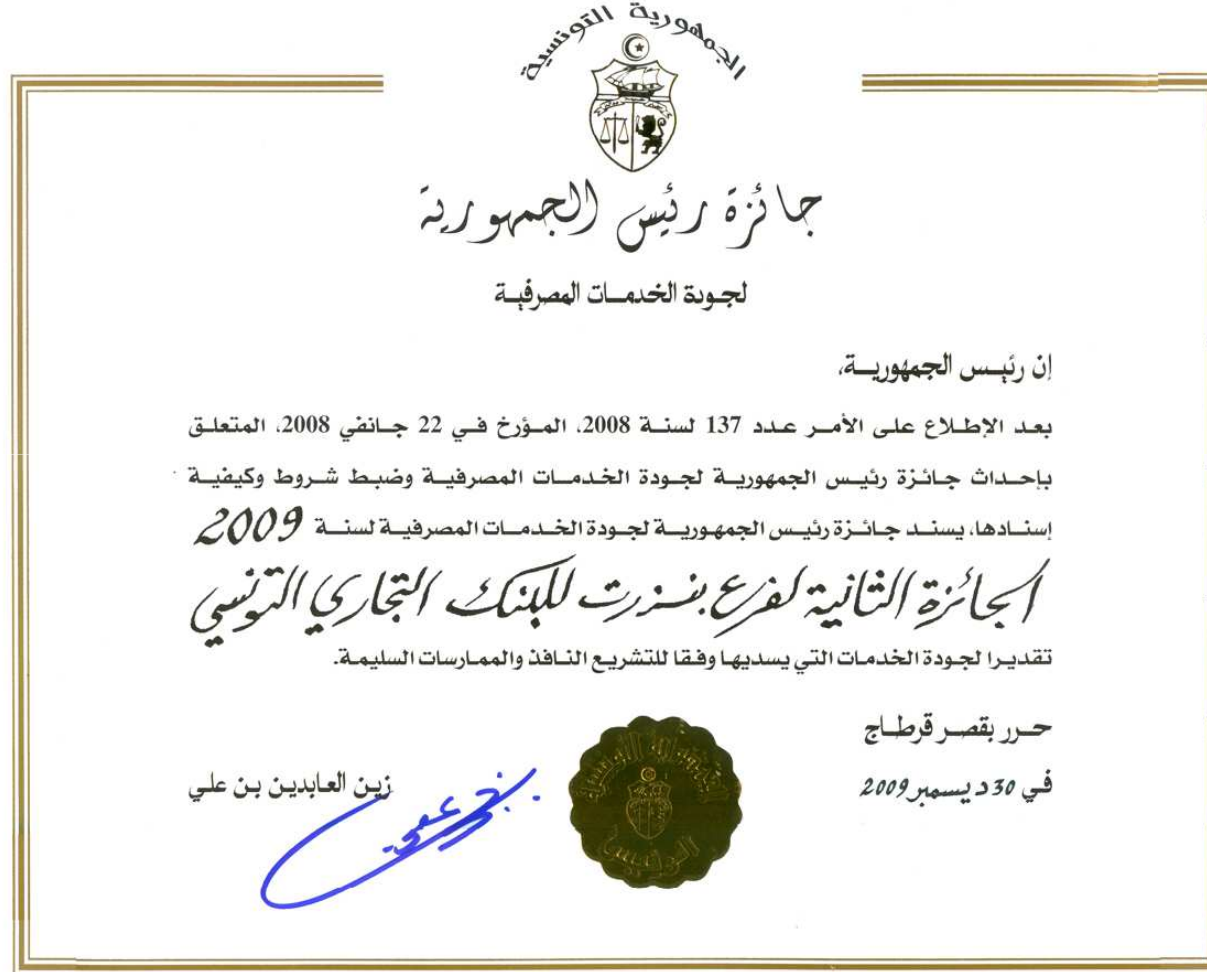 الجمهورية التونسية
جائزة رئيس الجمهورية
لجودة الخدمات المصرفية
إن رئيس الجمهورية،
بعد الإطلاع على الأمر عدد 137 لسنة 2008، المؤرخ في 22 جانفي 2008، المتعلق
بإحداث جائزة رئيس الجمهورية لجودة الخدمات المصرفية وضبط شروط وكيفية
إسنادها، يسند جائزة رئيس الجمهورية لجودة الخدمات المصرفية لسنة 2009
الجائزة الثانية لفرع بنزرت للبنك التجاري التونسي
تقديرا لجودة الخدمات التي يسديها وفقا للتشريع النافذ والممارسات السليمة.
حرر بقصر قرطاج
في 30 ديسمبر 2009
زين العابدين بن علي
الجمهورية التونسية